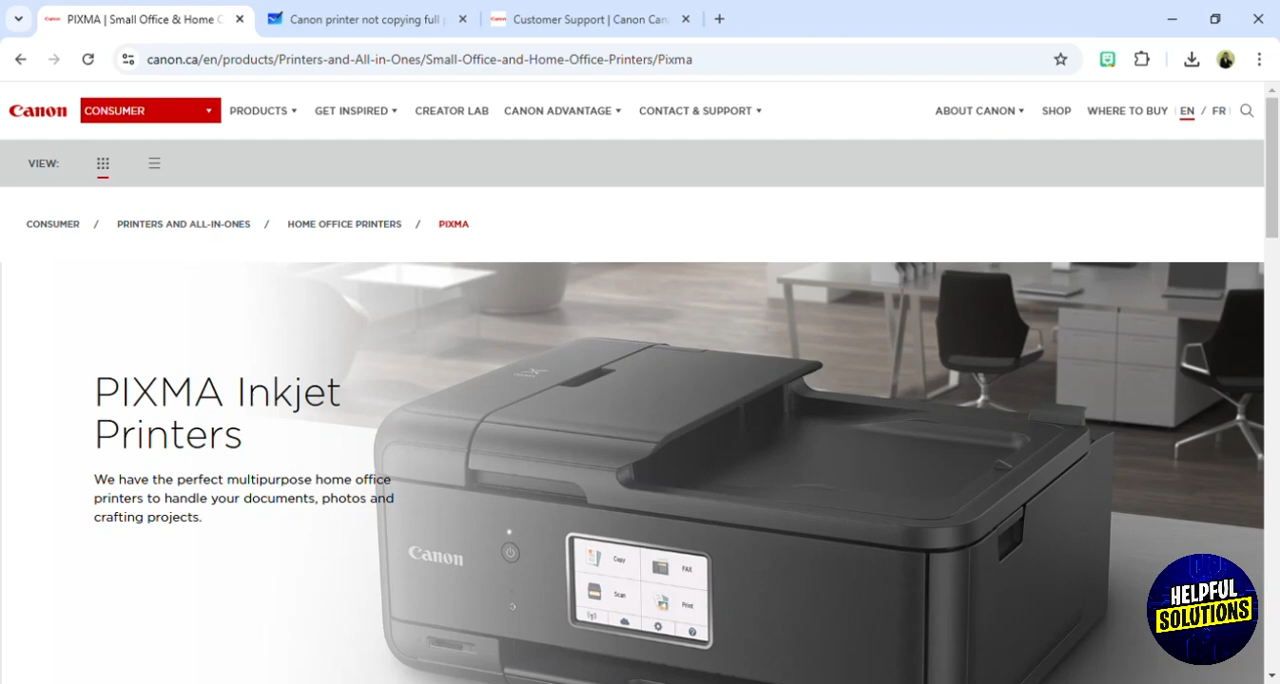 PIXMA | Small Office & Home
Canon printer not copying full
Customer Support | Canon Can
canon.ca/en/products/Printers-and-All-in-Ones/Small-Office-and-Home-Office-Printers/Pixma
Canon
CONSUMER
PRODUCTS
GET INSPIRED
CREATOR LAB
CANON ADVANTAGE
CONTACT & SUPPORT
ABOUT CANON
SHOP
WHERE TO BUY
EN / FR
VIEW:
CONSUMER / PRINTERS AND ALL-IN-ONES / HOME OFFICE PRINTERS / PIXMA
PIXMA Inkjet
Printers
We have the perfect multipurpose home office
printers to handle your documents, photos and
crafting projects.
Canon
Copy
FAX
Scan
Print
HELPFUL
SOLUTIONS